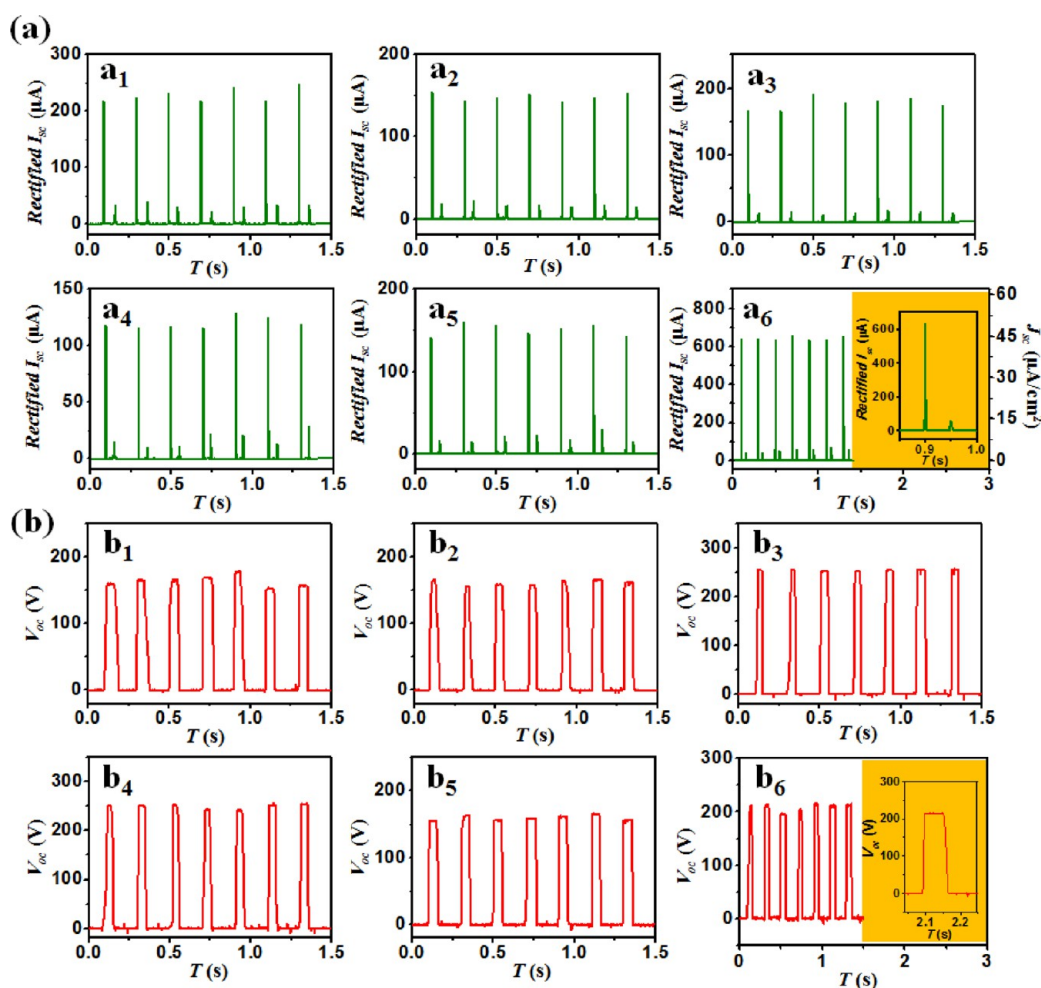 (a)
a1
Rectified Isc (μA)
300
200
100
0
0.0 0.5 1.0 1.5
T (s)
a2
Rectified Isc (μA)
200
100
0
0.0 0.5 1.0 1.5
T (s)
a3
Rectified Isc (μA)
200
150
100
50
0
0.0 0.5 1.0 1.5
T (s)
a4
Rectified Isc (μA)
150
100
50
0
0.0 0.5 1.0 1.5
T (s)
a5
Rectified Isc (μA)
200
150
100
50
0
0.0 0.5 1.0 1.5
T (s)
a6
Rectified Isc (μA)
800
600
400
200
0
0 1 2 3
T (s)
Jsc (μA/cm2)
60
45
30
15
0
Rectified Isc (μA)
600
400
200
0
0.9 1.0
T (s)
(b)
b1
Voc (V)
200
100
0
0.0 0.5 1.0 1.5
T (s)
b2
Voc (V)
200
100
0
0.0 0.5 1.0 1.5
T (s)
b3
Voc (V)
300
200
100
0
0.0 0.5 1.0 1.5
T (s)
b4
Voc (V)
300
200
100
0
0.0 0.5 1.0 1.5
T (s)
b5
Voc (V)
200
100
0
0.0 0.5 1.0 1.5
T (s)
b6
Voc (V)
300
200
100
0
0 1 2 3
T (s)
Voc (V)
300
200
100
0
2.1 2.2
T (s)